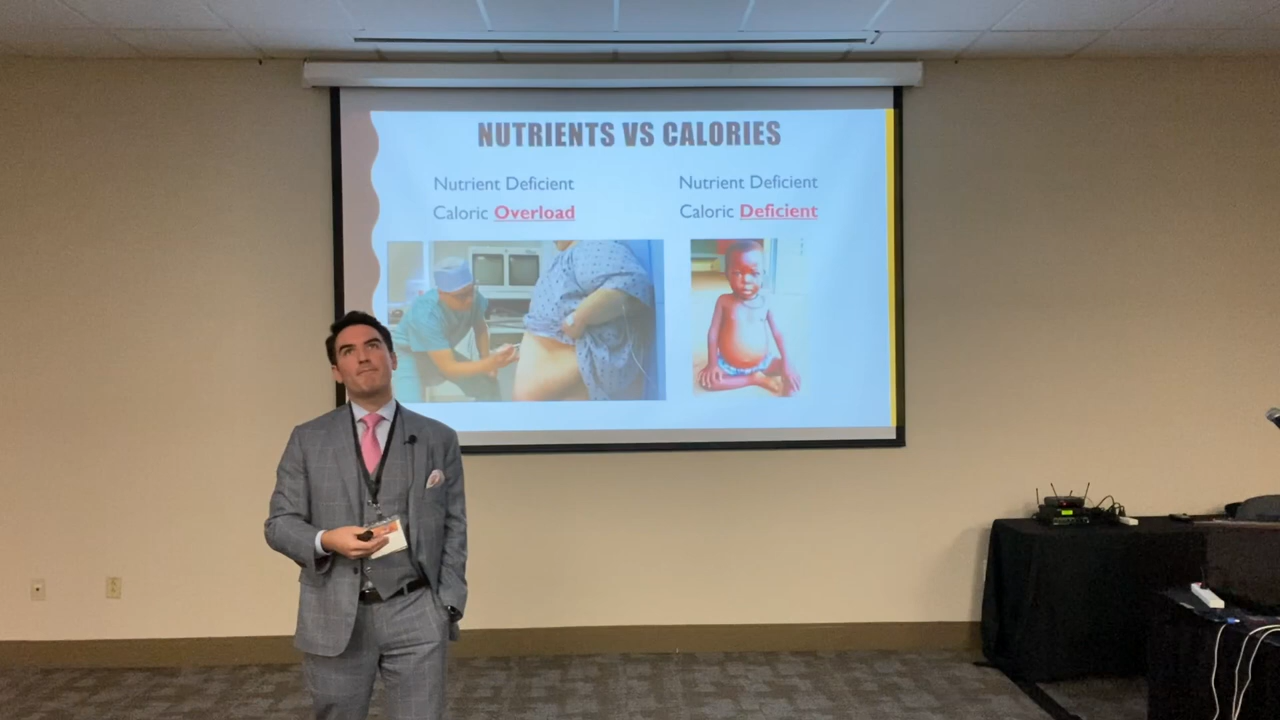 NUTRIENTS VS CALORIES
Nutrient Deficient
Caloric Overload
Nutrient Deficient
Caloric Deficient